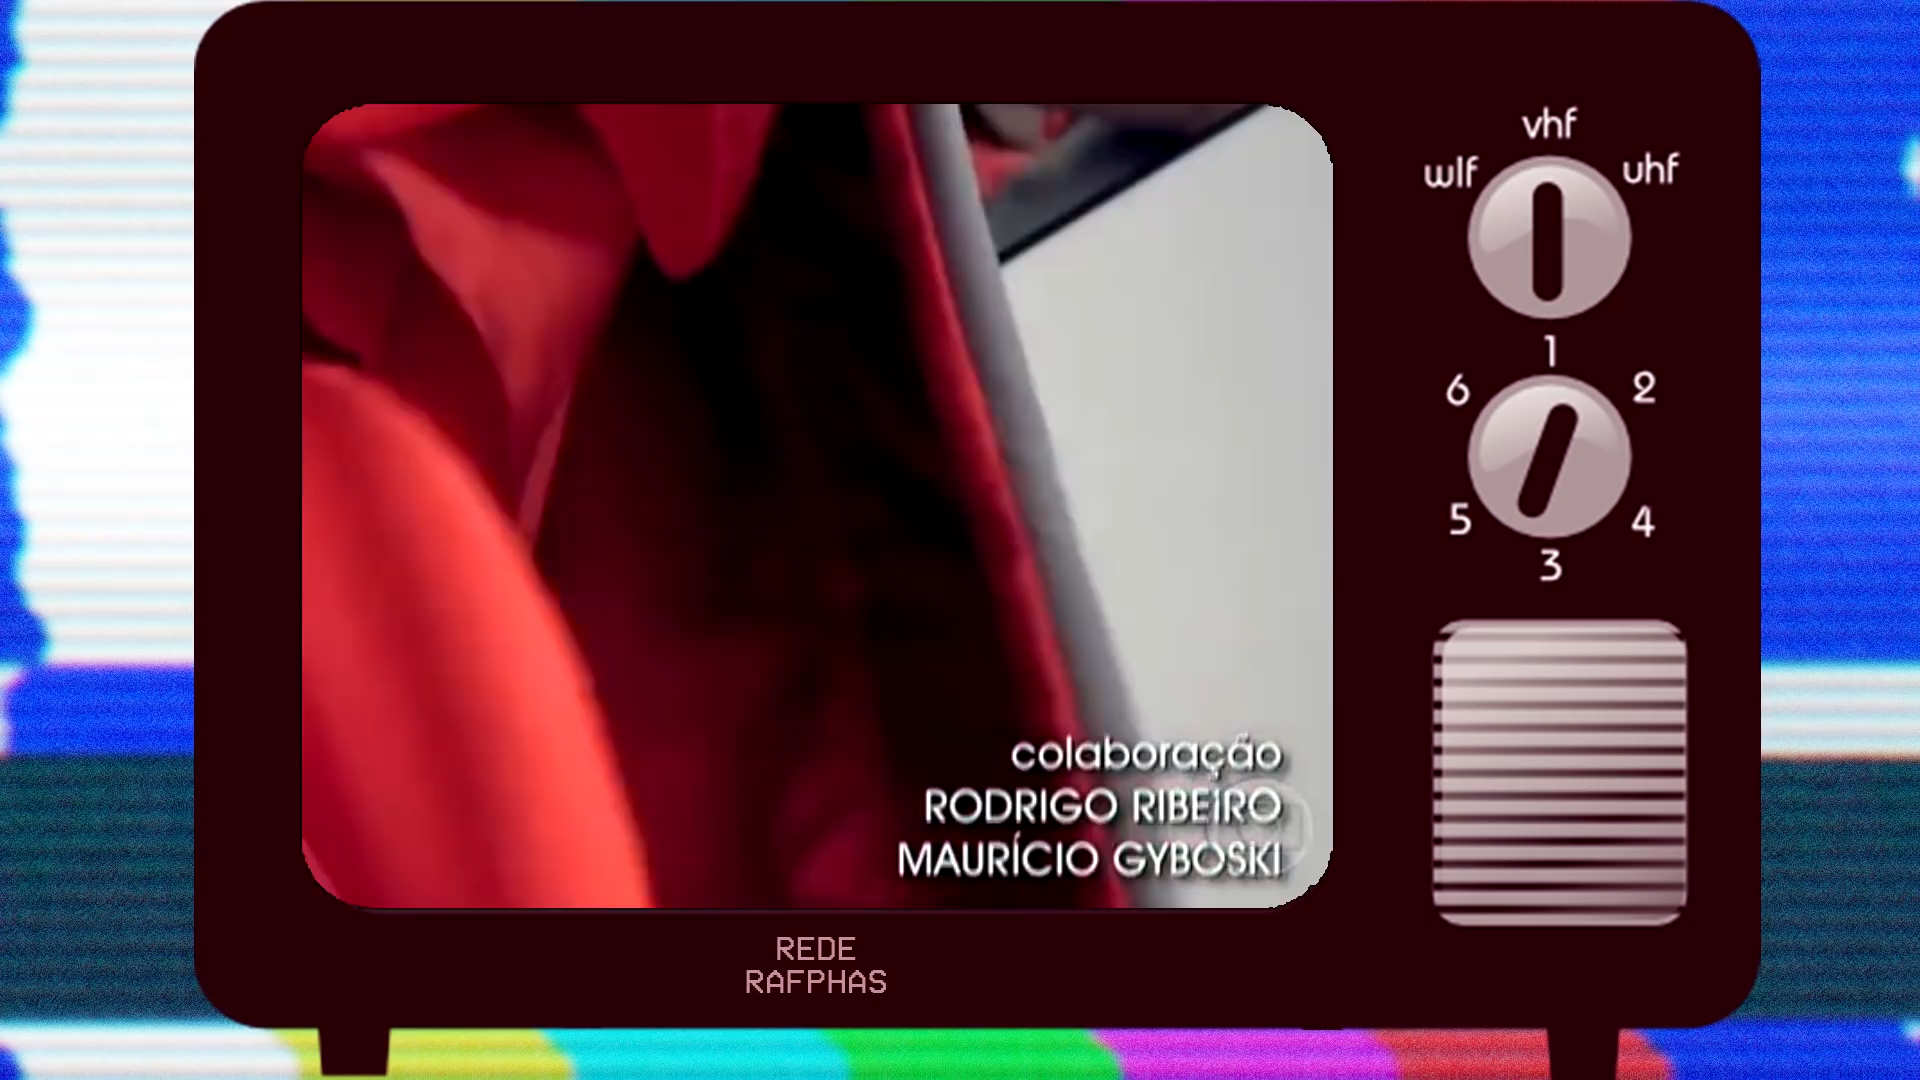 vhf
wlf
uhf
1
6
2
5
4
3
colaboração
RODRIGO RIBEIRO
MAURÍCIO GYBOSKI
REDE
RAFPHAS